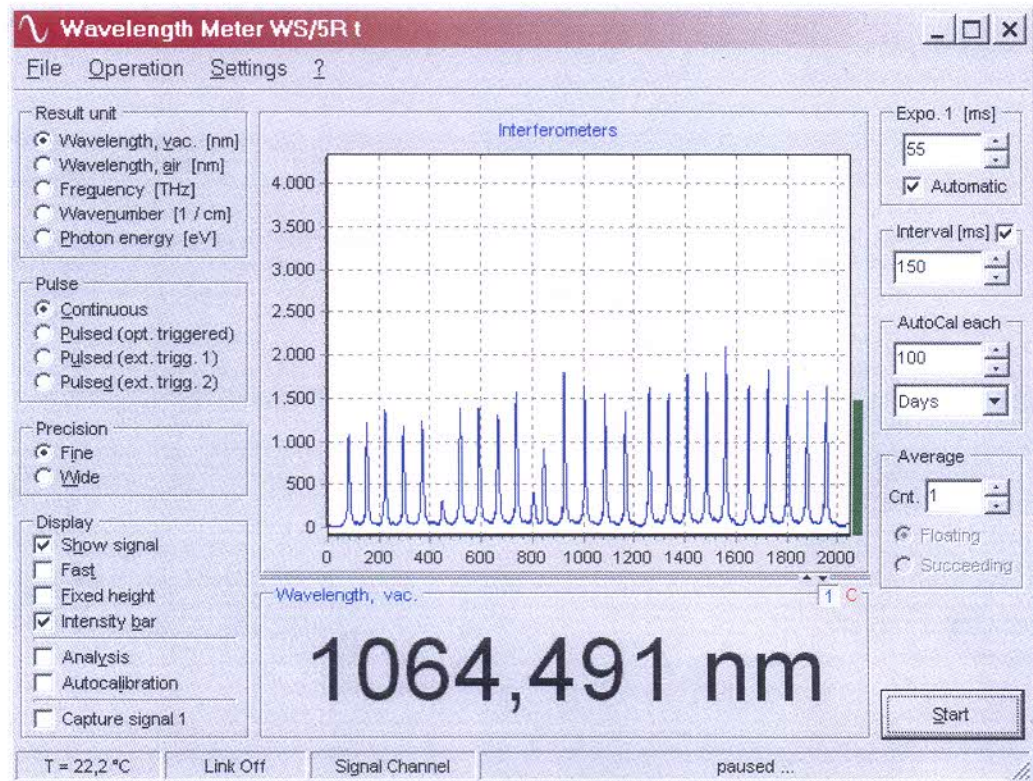 Wavelength Meter WS/5R t
File Operation Settings ?
Result unit
Wavelength, vac. [nm]
Wavelength, air [nm]
Frequency [THz]
Wavenumber [1 / cm]
Photon energy [eV]
Pulse
Continuous
Pulsed (opt. triggered)
Pulsed (ext. trigg. 1)
Pulsed (ext. trigg. 2)
Precision
Fine
Wide
Display
Show signal
Fast
Fixed height
Intensity bar
Analysis
Autocalibration
Capture signal 1
Interferometers
4.000
3.500
3.000
2.500
2.000
1.500
1.000
500
0
0 200 400 600 800 1000 1200 1400 1600 1800 2000
Wavelength, vac. 1 C
1064,491 nm
Expo. 1 [ms]
55
Automatic
Interval [ms]
150
AutoCal each
100
Days
Average
Cnt. 1
Floating
Succeeding
Start
T = 22,2 °C Link Off Signal Channel paused ...